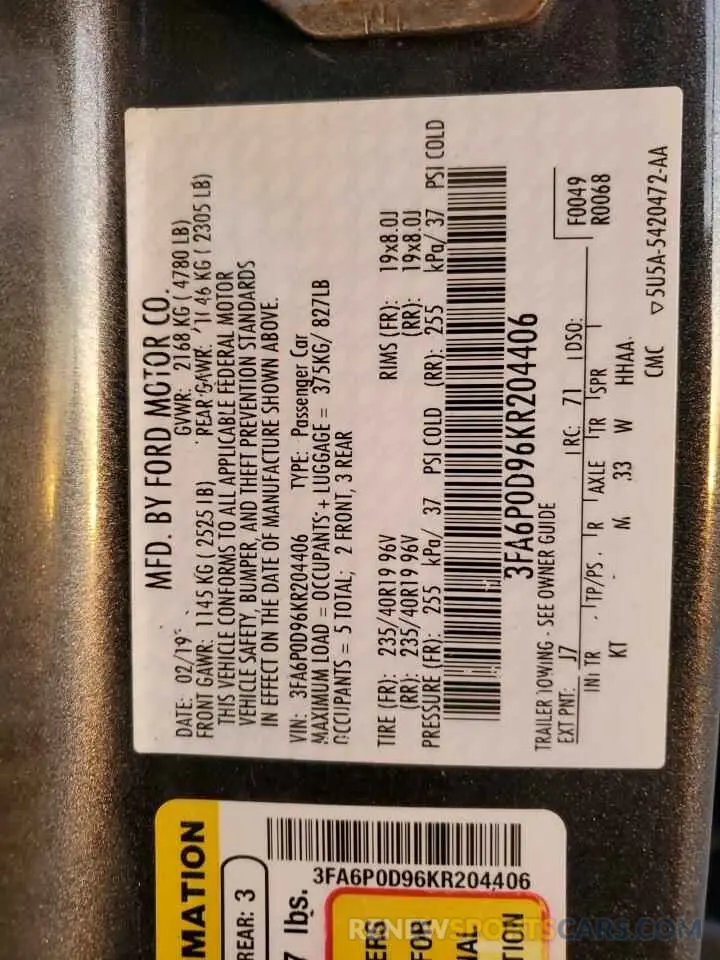 MFD. BY FORD MOTOR CO.
DATE: 02/19 GVWR: 2168 KG ( 4780 LB)
FRONT GAWR: 1145 KG ( 2525 LB) REAR GAWR: 1046 KG ( 2305 LB)
THIS VEHICLE CONFORMS TO ALL APPLICABLE FEDERAL MOTOR
VEHICLE SAFETY, BUMPER, AND THEFT PREVENTION STANDARDS
IN EFFECT ON THE DATE OF MANUFACTURE SHOWN ABOVE.
VIN: 3FA6P0D96KR204406 TYPE: Passenger Car
MAXIMUM LOAD = OCCUPANTS + LUGGAGE = 375KG/ 827LB
OCCUPANTS = 5 TOTAL; 2 FRONT, 3 REAR
TIRE (FR): 235/40R19 96V RIMS (FR): 19x8.0J
(RR): 235/40R19 96V (RR): 19x8.0J
PRESSURE (FR): 255 kPa/ 37 PSI COLD (RR): 255 kPa/ 37 PSI COLD
3FA6P0D96KR204406
TRAILER TOWING - SEE OWNER GUIDE
EXT PNT: J7 RC: 71 DSO: F0049
R0068
INT TR TP/PS R AXLE TR SPR
KT M 33 W HHAA
CMC 5U5A-5420472-AA
MATION
REAR: 3
7 lbs.
3FA6P0D96KR204406
ERS
FOR
NAL
TION
RENEWSPORTSCARS.COM